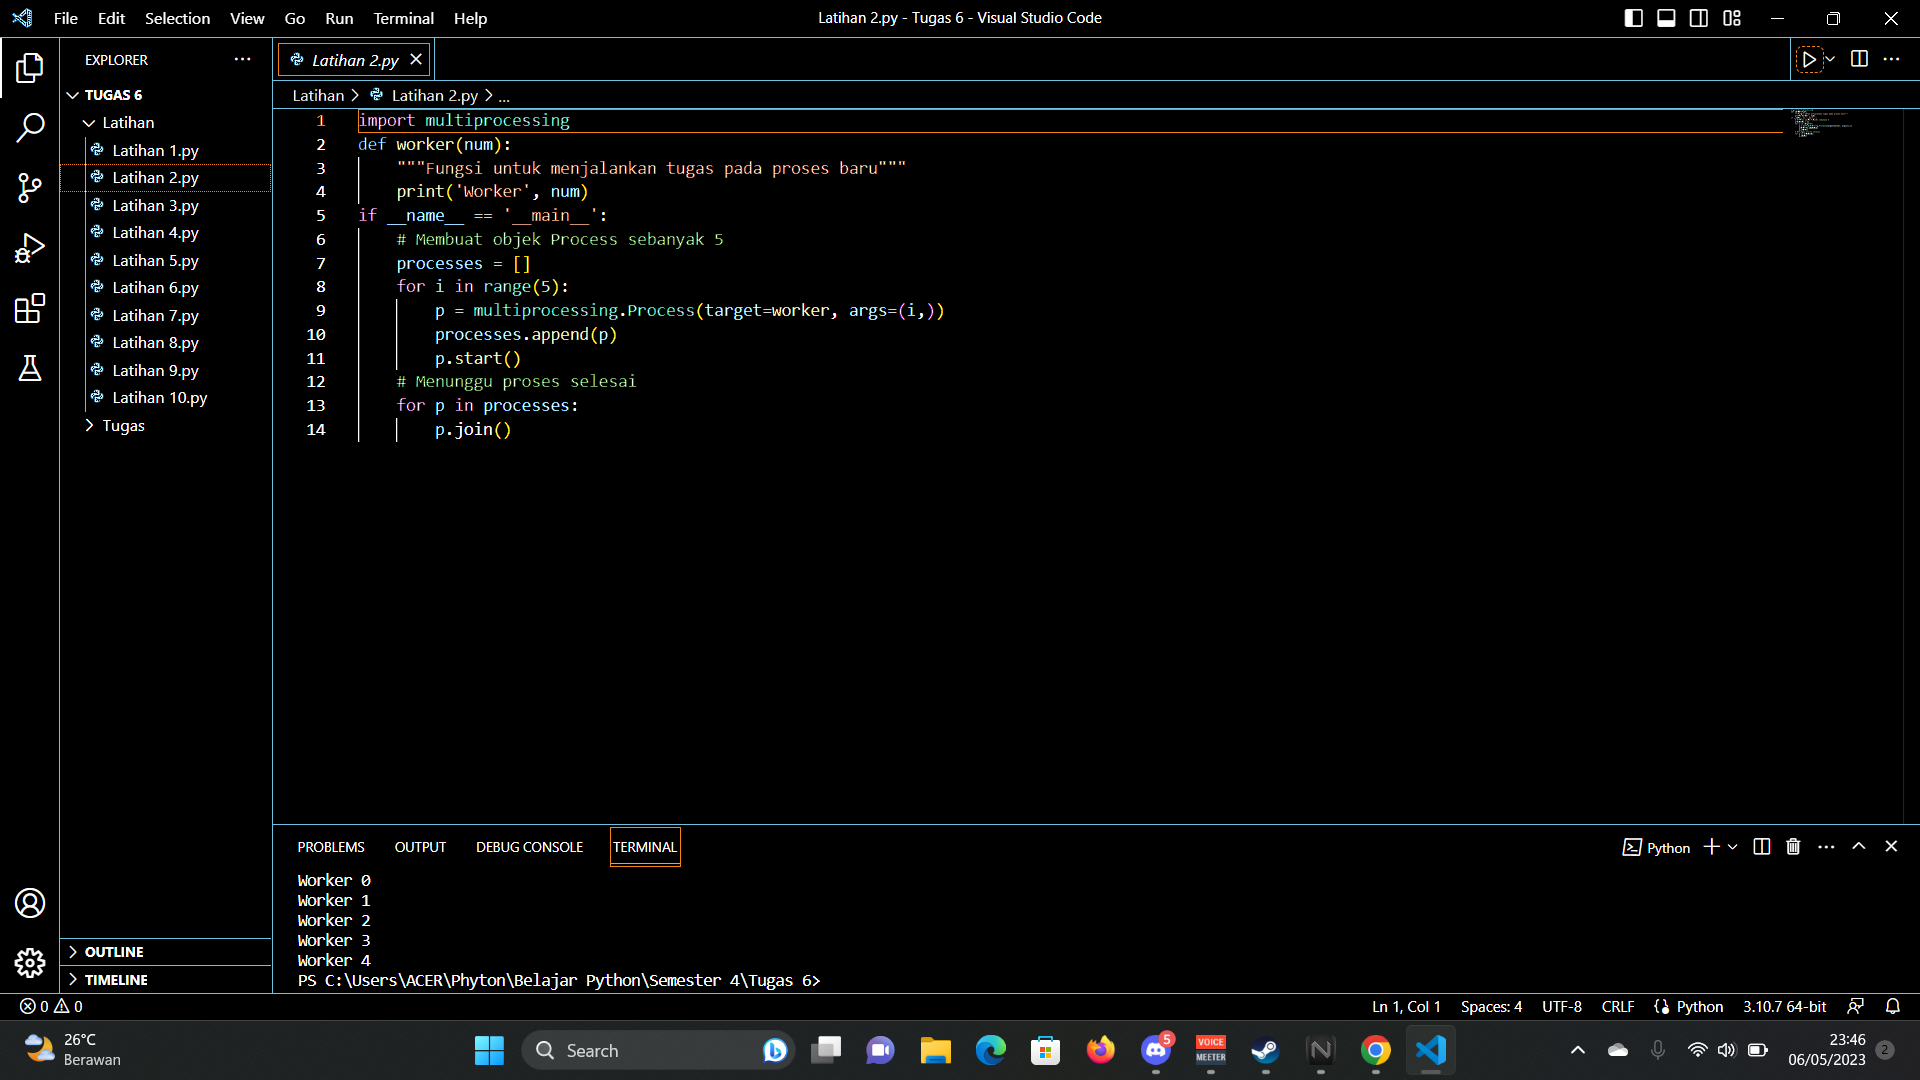 File Edit Selection View Go Run Terminal Help
Latihan 2.py - Tugas 6 - Visual Studio Code
EXPLORER
TUGAS 6
Latihan
Latihan 1.py
Latihan 2.py
Latihan 3.py
Latihan 4.py
Latihan 5.py
Latihan 6.py
Latihan 7.py
Latihan 8.py
Latihan 9.py
Latihan 10.py
Tugas
OUTLINE
TIMELINE
Latihan 2.py
Latihan > Latihan 2.py > ...
1 import multiprocessing
2 def worker(num):
3     """Fungsi untuk menjalankan tugas pada proses baru"""
4     print('Worker', num)
5 if __name__ == '__main__':
6     # Membuat objek Process sebanyak 5
7     processes = []
8     for i in range(5):
9         p = multiprocessing.Process(target=worker, args=(i,))
10         processes.append(p)
11         p.start()
12     # Menunggu proses selesai
13     for p in processes:
14         p.join()
PROBLEMS OUTPUT DEBUG CONSOLE TERMINAL
Python
Worker 0
Worker 1
Worker 2
Worker 3
Worker 4
PS C:\Users\ACER\Phyton\Belajar Python\Semester 4\Tugas 6>
0 0
Ln 1, Col 1 Spaces: 4 UTF-8 CRLF Python 3.10.7 64-bit
26°C
Berawan
Search
5
VOICE
MEETER
23:46
06/05/2023
2